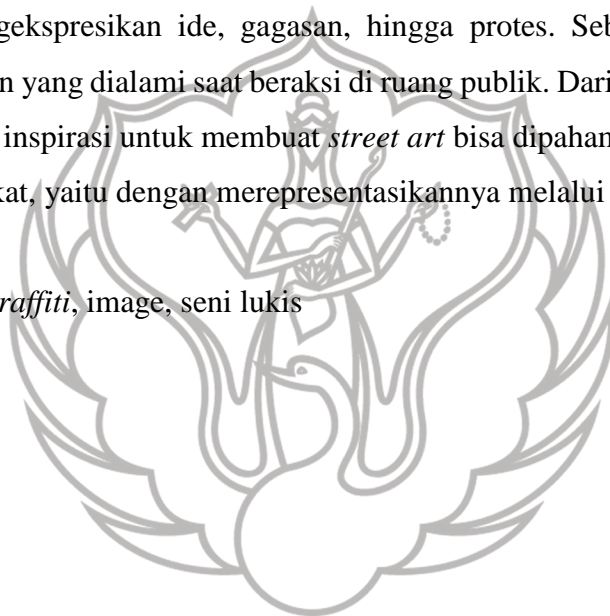 gekspresikan ide, gagasan, hingga protes. Seb
n yang dialami saat beraksi di ruang publik. Dari
inspirasi untuk membuat street art bisa dipahan
kat, yaitu dengan merepresentasikannya melalui
raffiti, image, seni lukis